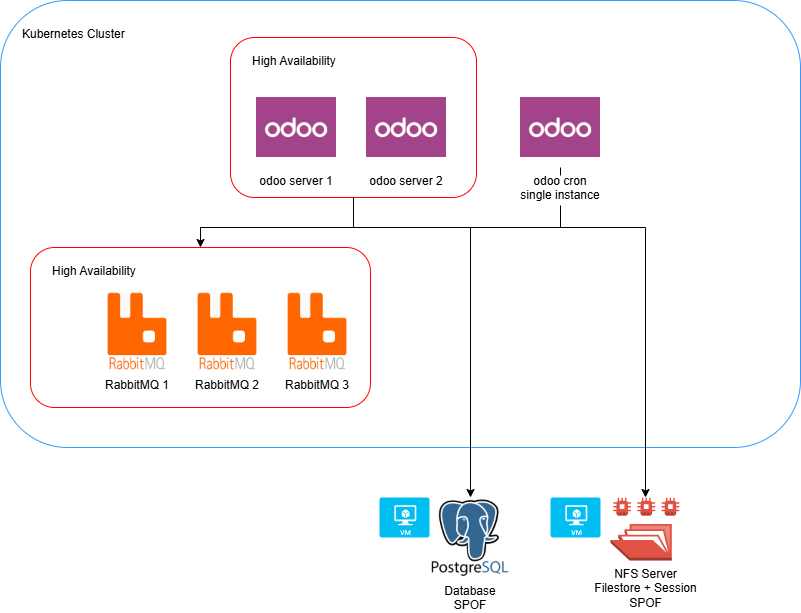 Kubernetes Cluster
High Availability
odoo
odoo
odoo
odoo server 1
odoo server 2
odoo cron
single instance
High Availability
RabbitMQ
RabbitMQ
RabbitMQ
RabbitMQ 1
RabbitMQ 2
RabbitMQ 3
VM
PostgreSQL
Database
SPOF
VM
NFS Server
Filestore + Session
SPOF